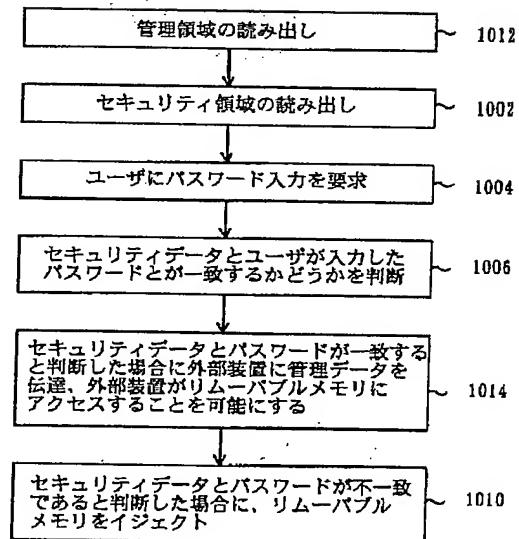 管理領域の読み出し
1012
セキュリティ領域の読み出し
1002
ユーザにパスワード入力を要求
1004
セキュリティデータとユーザが入力した
パスワードとが一致するかどうかを判断
1006
セキュリティデータとパスワードが一致する
と判断した場合に外部装置に管理データを
伝達、外部装置がリムーバブルメモリに
アクセスすることを可能にする
1014
セキュリティデータとパスワードが不一致
であると判断した場合に、リムーバブル
メモリをイジェクト
1010